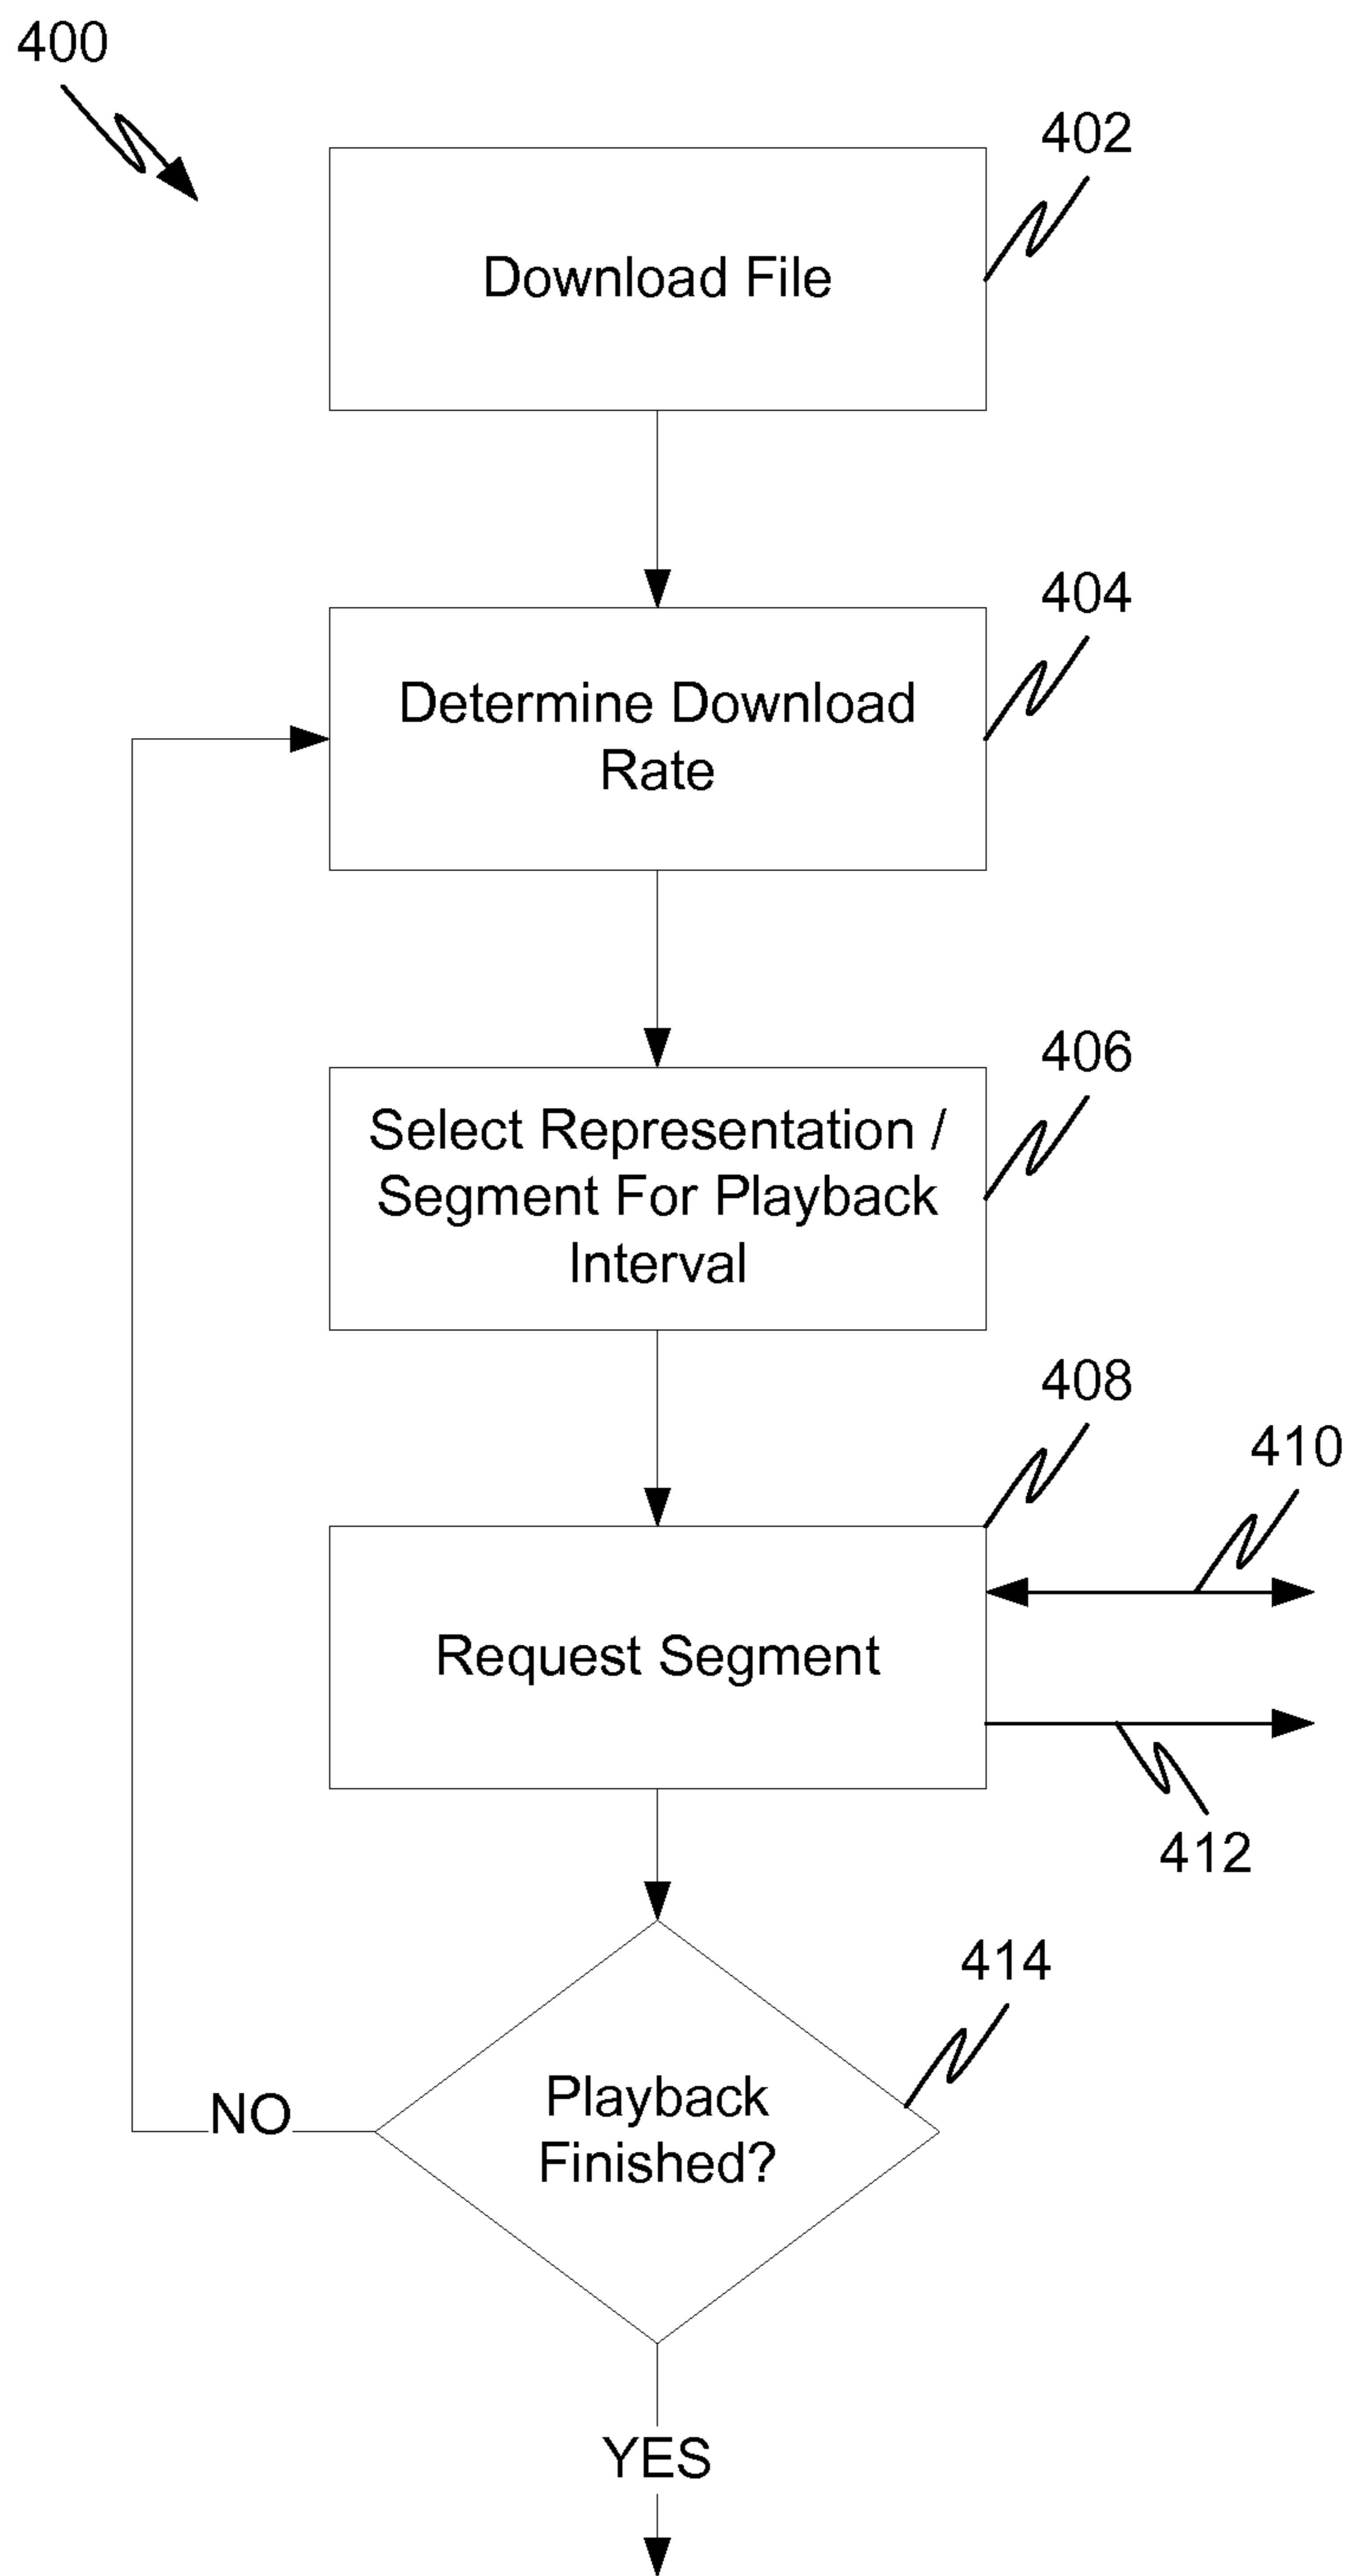 400
402
Download File
404
Determine Download
Rate
406
Select Representation /
Segment For Playback
Interval
408
410
Request Segment
412
414
Playback
Finished?
NO
YES